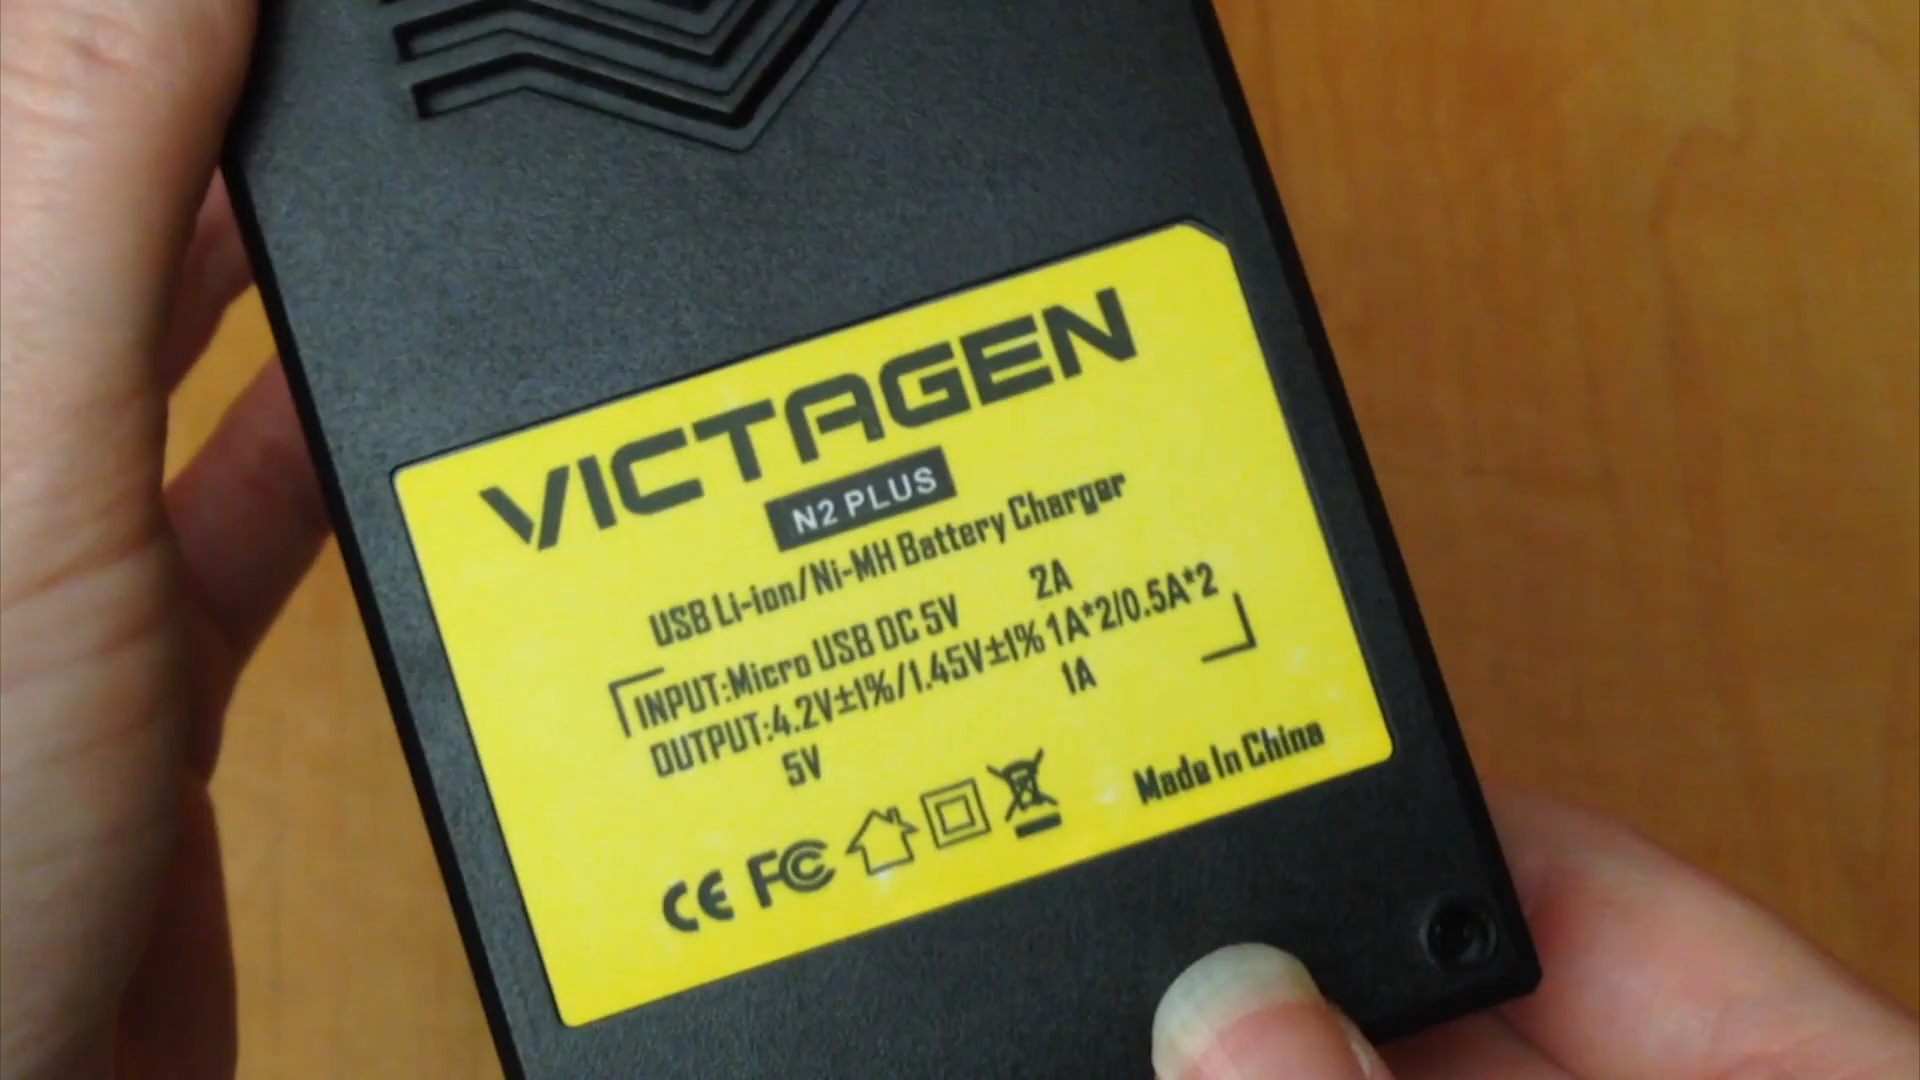 VICTAGEN
N2 PLUS
USB Li-ion/Ni-MH Battery Charger
INPUT:Micro USB DC 5V 2A
OUTPUT:4.2V±1%/1.45V±1% 1A*2/0.5A*2
5V 1A
CE FC Made In China